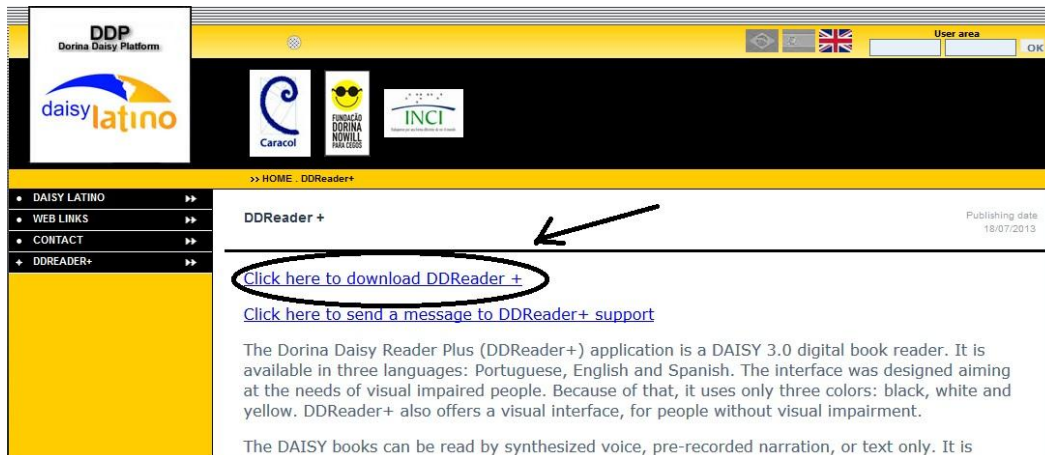 DDP
Dorina Daisy Platform
User area
OK
daisy latino
Caracol
FUNDAÇÃO
DORINA
NOWILL
PARA CEGOS
INCI
>> HOME . DDReader+
DAISY LATINO
WEB LINKS
CONTACT
DDREADER+
DDReader +
Publishing date
18/07/2013
Click here to download DDReader +
Click here to send a message to DDReader+ support
The Dorina Daisy Reader Plus (DDReader+) application is a DAISY 3.0 digital book reader. It is
available in three languages: Portuguese, English and Spanish. The interface was designed aiming
at the needs of visual impaired people. Because of that, it uses only three colors: black, white and
yellow. DDReader+ also offers a visual interface, for people without visual impairment.
The DAISY books can be read by synthesized voice, pre-recorded narration, or text only. It is